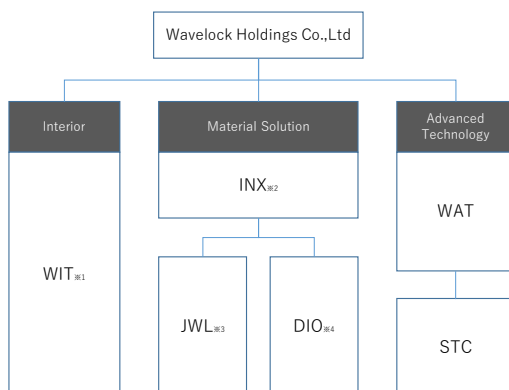 Wavelock Holdings Co.,Ltd
Interior
Material Solution
Advanced
Technology
INX※2
WAT
WIT※1
JWL※3
DIO※4
STC